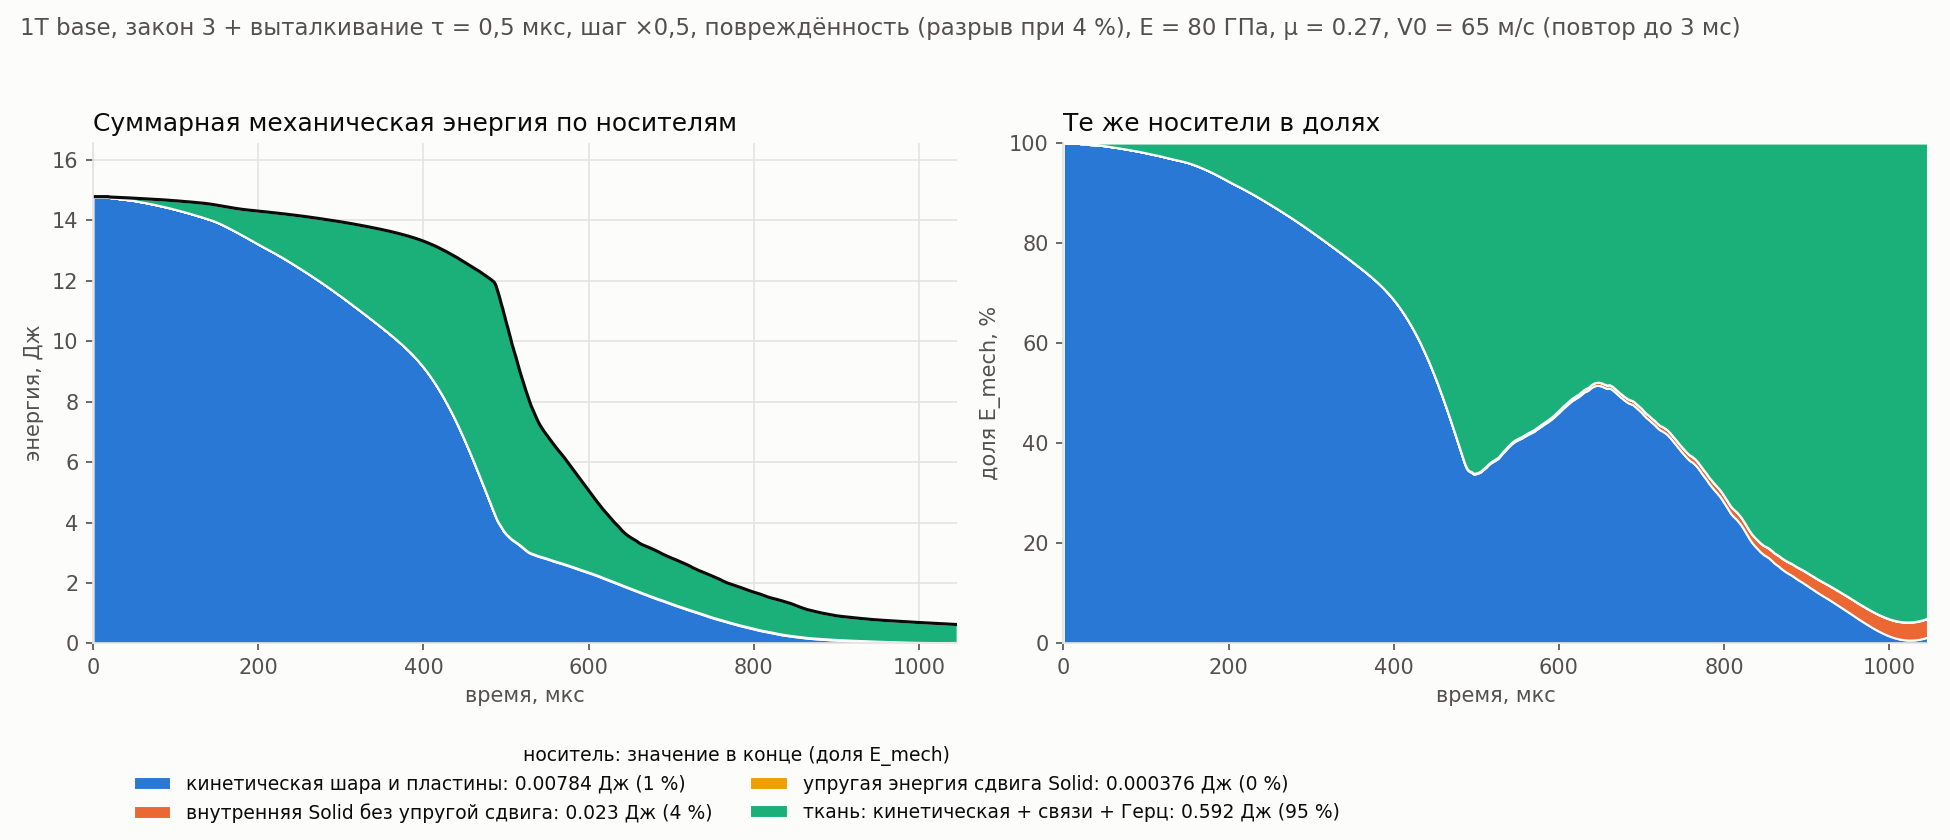 1T base, закон 3 + выталкивание τ = 0,5 мкс, шаг ×0,5, повреждённость (разрыв при 4 %), E = 80 ГПа, μ = 0.27, V0 = 65 м/с (повтор до 3 мс)
Суммарная механическая энергия по носителям
энергия, Дж
16
14
12
10
8
6
4
2
0
0 200 400 600 800 1000
время, мкс
Те же носители в долях
доля E_mech, %
100
80
60
40
20
0
0 200 400 600 800 1000
время, мкс
носитель: значение в конце (доля E_mech)
кинетическая шара и пластины: 0.00784 Дж (1 %)
внутренняя Solid без упругой сдвига: 0.023 Дж (4 %)
упругая энергия сдвига Solid: 0.000376 Дж (0 %)
ткань: кинетическая + связи + Герц: 0.592 Дж (95 %)